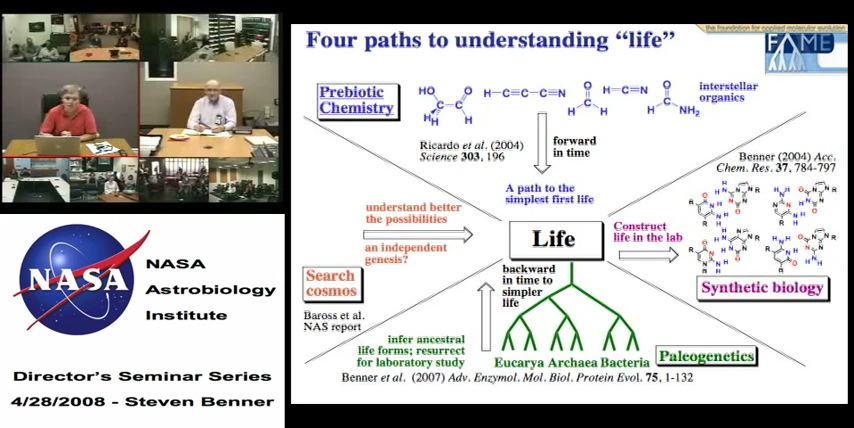 the foundation for applied molecular evolution
FfAME
Four paths to understanding “life”
Prebiotic
Chemistry
HO
O
H
H
H
H—C≡C—C≡N
O
C
H
H
H—C≡N
O
C
H
NH2
interstellar
organics
Ricardo et al. (2004)
Science 303, 196
forward
in time
Benner (2004) Acc.
Chem. Res. 37, 784-797
A path to the
simplest first life
understand better
the possibilities
an independent
genesis?
Life
Construct
life in the lab
Search
cosmos
Baross et al.
NAS report
backward
in time to
simpler
life
Synthetic biology
infer ancestral
life forms; resurrect
for laboratory study
Eucarya Archaea Bacteria
Paleogenetics
Benner et al. (2007) Adv. Enzymol. Mol. Biol. Protein Evol. 75, 1-132
NASA
NASA
Astrobiology
Institute
Director's Seminar Series
4/28/2008 - Steven Benner